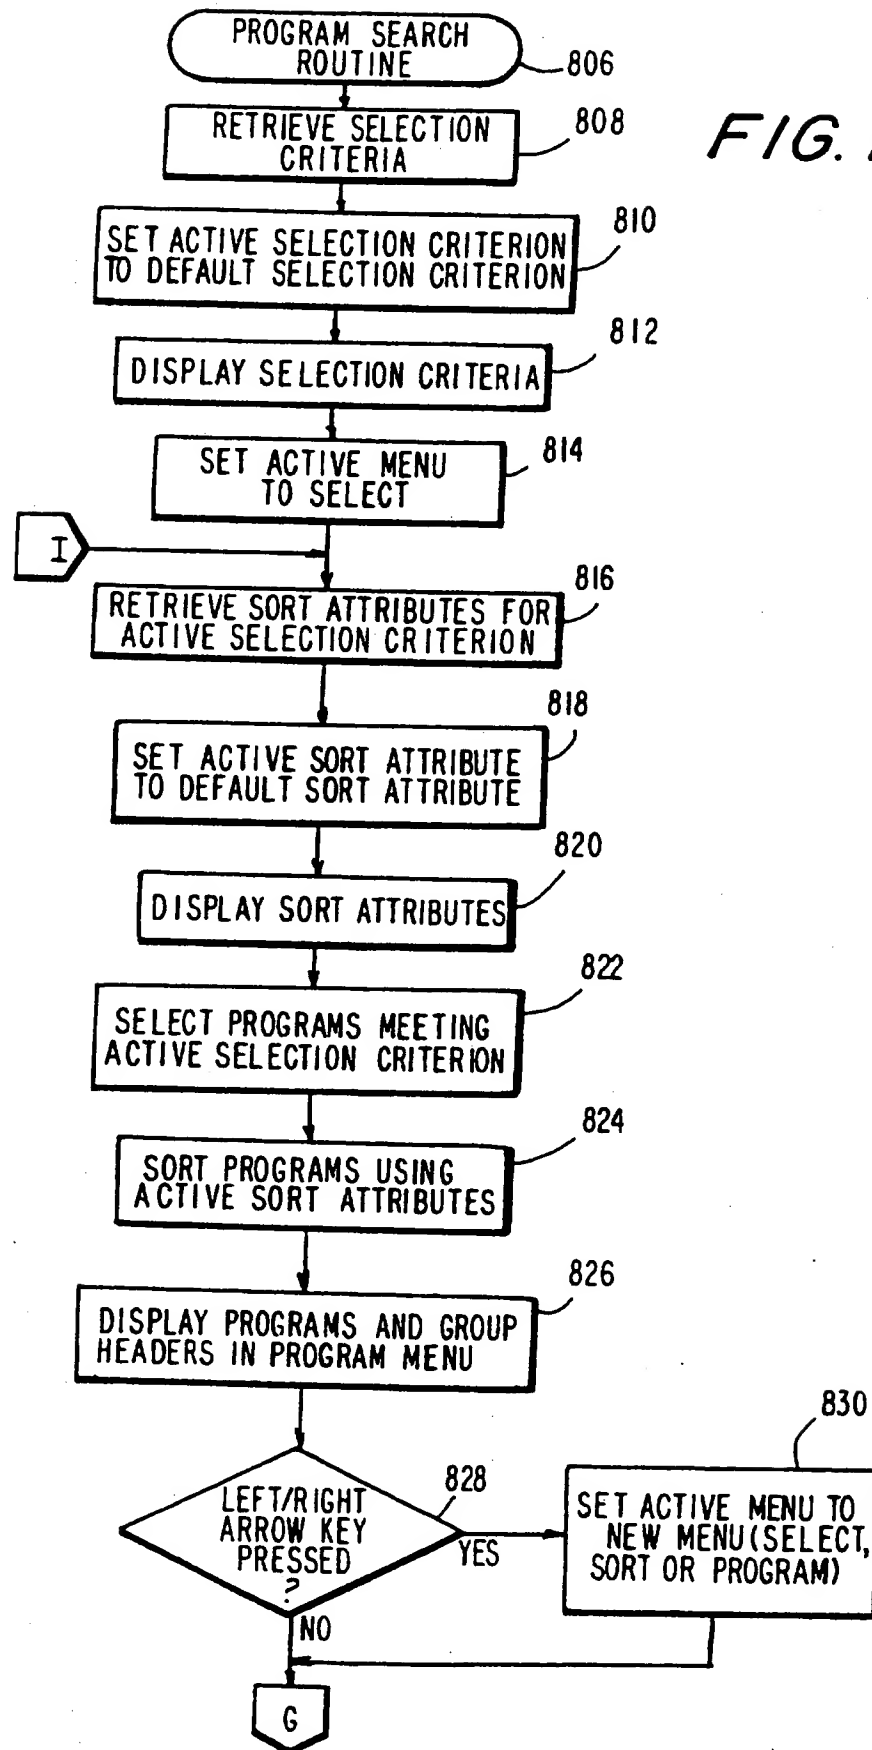 PROGRAM SEARCH
ROUTINE
806
RETRIEVE SELECTION
CRITERIA
808
FIG.
SET ACTIVE SELECTION CRITERION
TO DEFAULT SELECTION CRITERION
810
DISPLAY SELECTION CRITERIA
812
SET ACTIVE MENU
TO SELECT
814
I
RETRIEVE SORT ATTRIBUTES FOR
ACTIVE SELECTION CRITERION
816
SET ACTIVE SORT ATTRIBUTE
TO DEFAULT SORT ATTRIBUTE
818
DISPLAY SORT ATTRIBUTES
820
SELECT PROGRAMS MEETING
ACTIVE SELECTION CRITERION
822
SORT PROGRAMS USING
ACTIVE SORT ATTRIBUTES
824
DISPLAY PROGRAMS AND GROUP
HEADERS IN PROGRAM MENU
826
LEFT/RIGHT
ARROW KEY
PRESSED
?
828
YES
NO
SET ACTIVE MENU TO
NEW MENU (SELECT,
SORT OR PROGRAM)
830
G